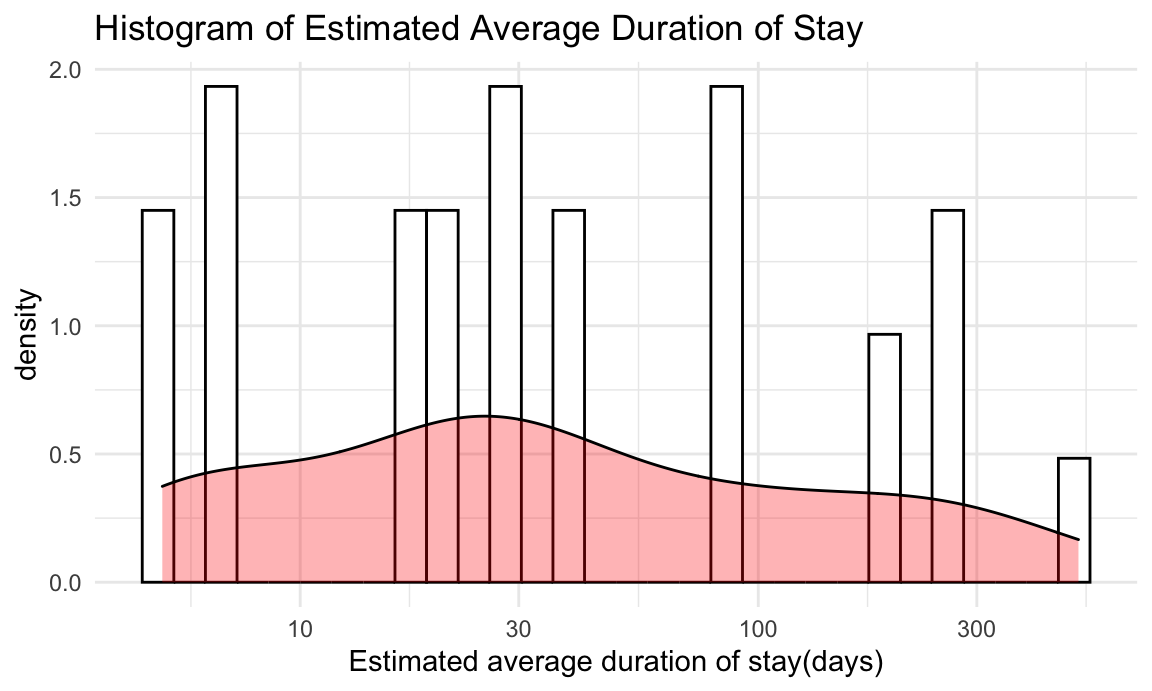 Histogram of Estimated Average Duration of Stay
2.0
1.5
1.0
0.5
0.0
density
10 30 100 300
Estimated average duration of stay(days)